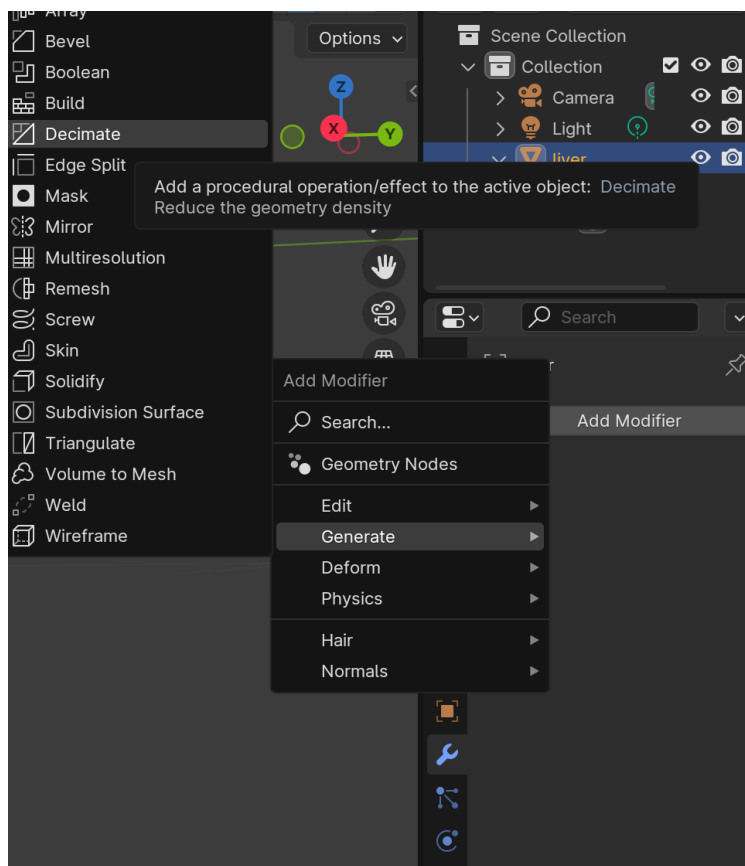 Array
Bevel
Boolean
Build
Decimate
Edge Split
Mask
Mirror
Multiresolution
Remesh
Screw
Skin
Solidify
Subdivision Surface
Triangulate
Volume to Mesh
Weld
Wireframe
Options
Z
X
Y
Add a procedural operation/effect to the active object: Decimate
Reduce the geometry density
Scene Collection
Collection
Camera
Light
liver
Search
r
Add Modifier
Add Modifier
Search...
Geometry Nodes
Edit
Generate
Deform
Physics
Hair
Normals